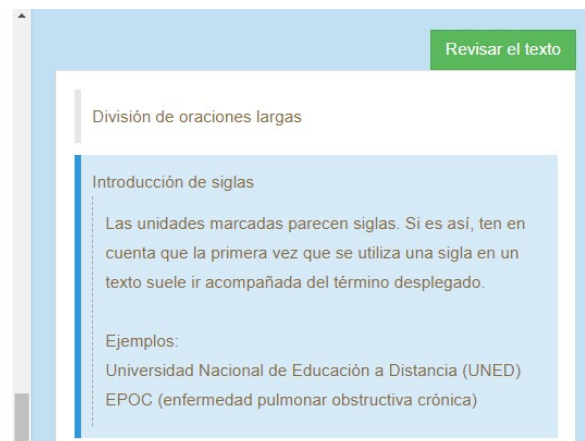 Revisar el texto
División de oraciones largas
Introducción de siglas
Las unidades marcadas parecen siglas. Si es así, ten en
cuenta que la primera vez que se utiliza una sigla en un
texto suele ir acompañada del término desplegado.
Ejemplos:
Universidad Nacional de Educación a Distancia (UNED)
EPOC (enfermedad pulmonar obstructiva crónica)